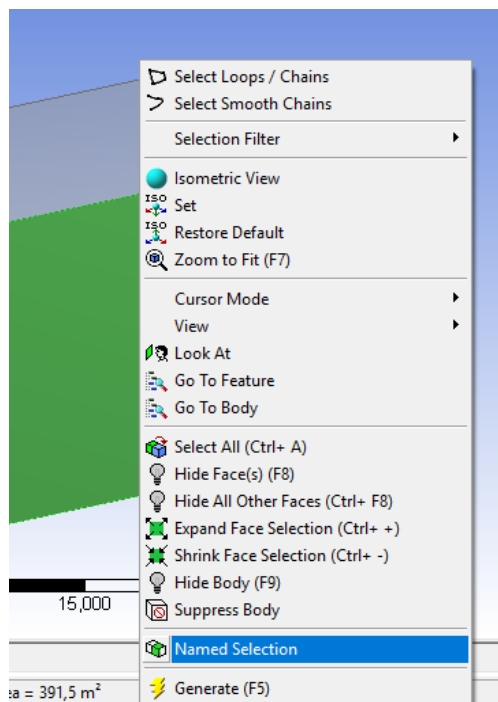 Select Loops / Chains
Select Smooth Chains
Selection Filter
Isometric View
ISO
Set
ISO
Restore Default
Zoom to Fit (F7)
Cursor Mode
View
Look At
Go To Feature
Go To Body
Select All (Ctrl+ A)
Hide Face(s) (F8)
Hide All Other Faces (Ctrl+ F8)
Expand Face Selection (Ctrl+ +)
Shrink Face Selection (Ctrl+ -)
Hide Body (F9)
15,000
Suppress Body
Named Selection
ea = 391,5 m²
Generate (F5)